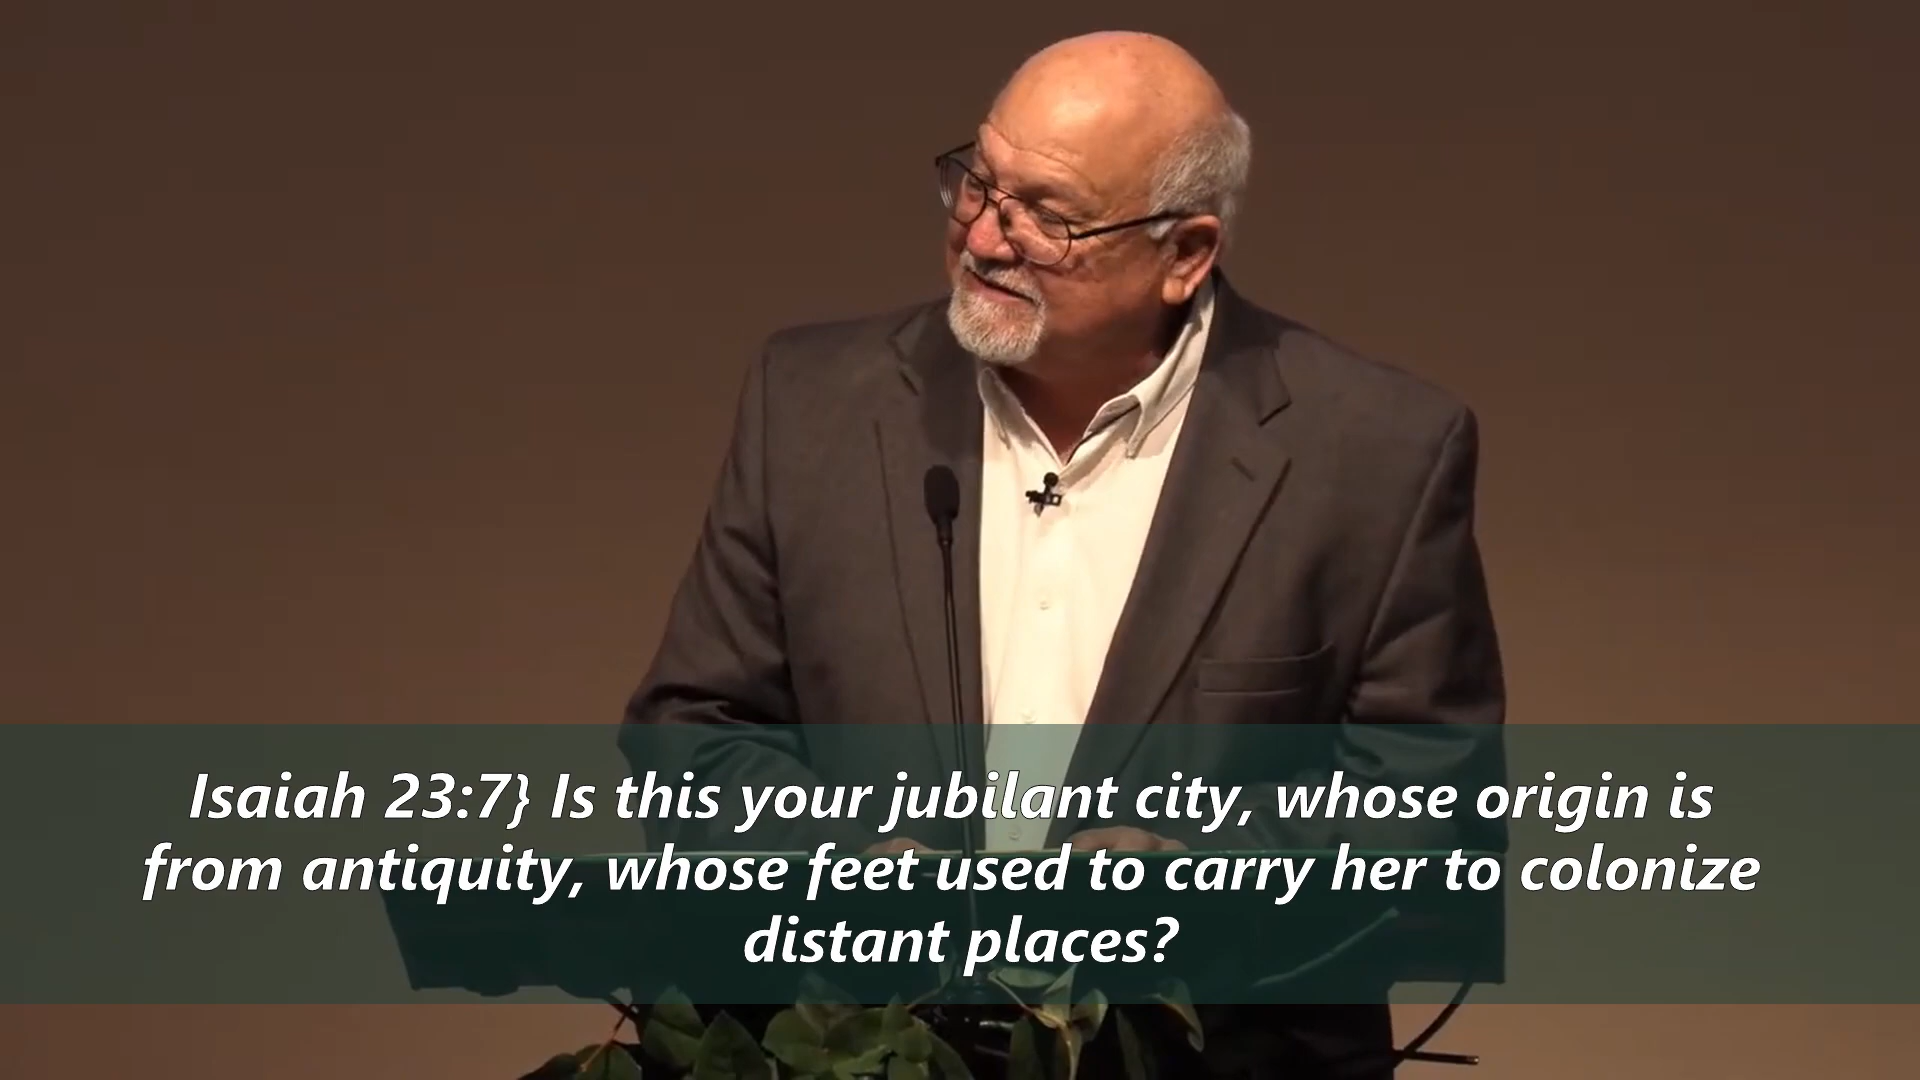 Isaiah 23:7} Is this your jubilant city, whose origin is
from antiquity, whose feet used to carry her to colonize
distant places?